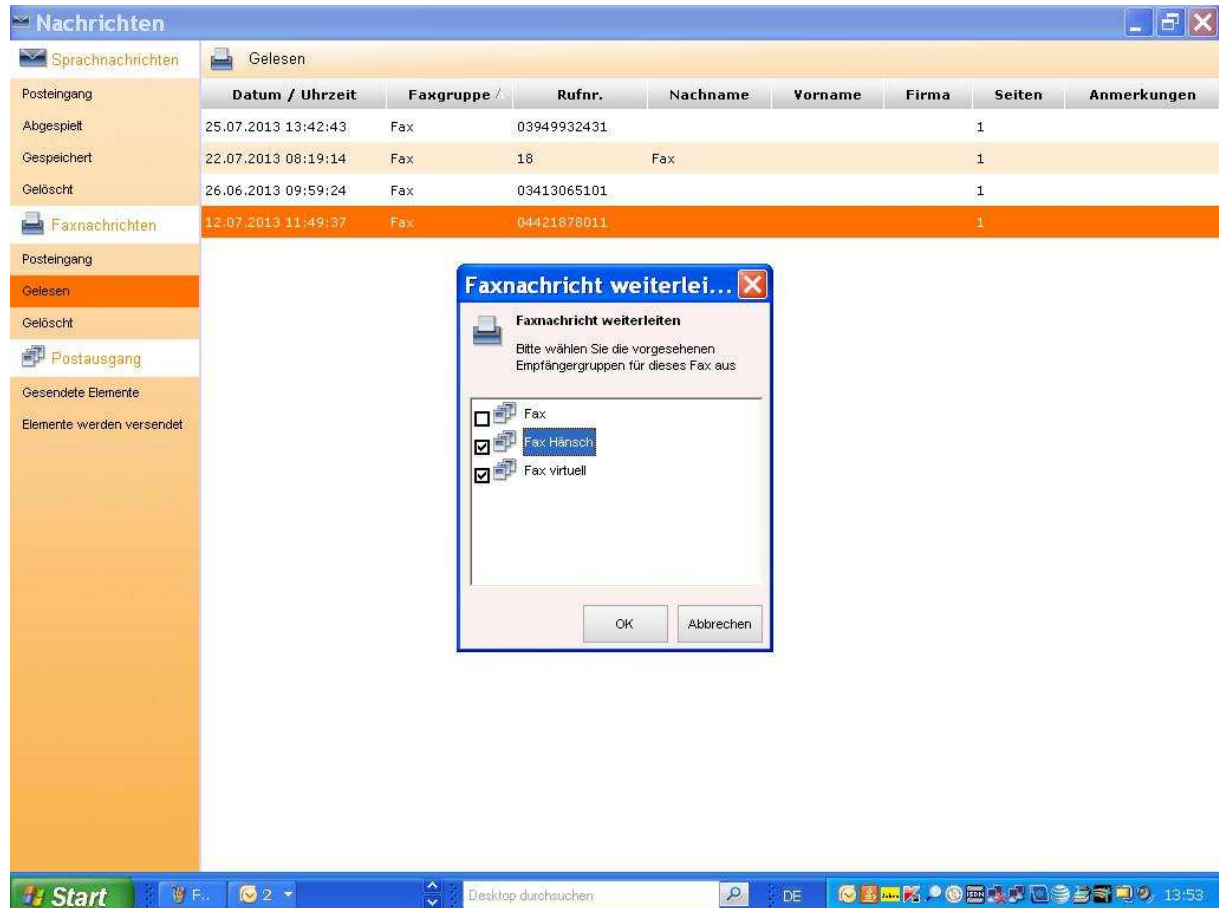 Nachrichten
Sprachnachrichten
Posteingang
Abgespielt
Gespeichert
Gelöscht
Faxnachrichten
Posteingang
Gelesen
Gelöscht
Postausgang
Gesendete Elemente
Elemente werden versendet
Gelesen
Datum / Uhrzeit Faxgruppe Rufnr. Nachname Vorname Firma Seiten Anmerkungen
25.07.2013 13:42:43 Fax 03949932431 1
22.07.2013 08:19:14 Fax 18 Fax 1
26.06.2013 09:59:24 Fax 03413065101 1
12.07.2013 11:49:37 Fax 04421878011 1
Faxnachricht weiterlei...
Faxnachricht weiterleiten
Bitte wählen Sie die vorgesehenen
Empfängergruppen für dieses Fax aus
Fax
Fax Hänsch
Fax virtuell
OK Abbrechen
Start F.. 2 Desktop durchsuchen DE ISDN 13:53